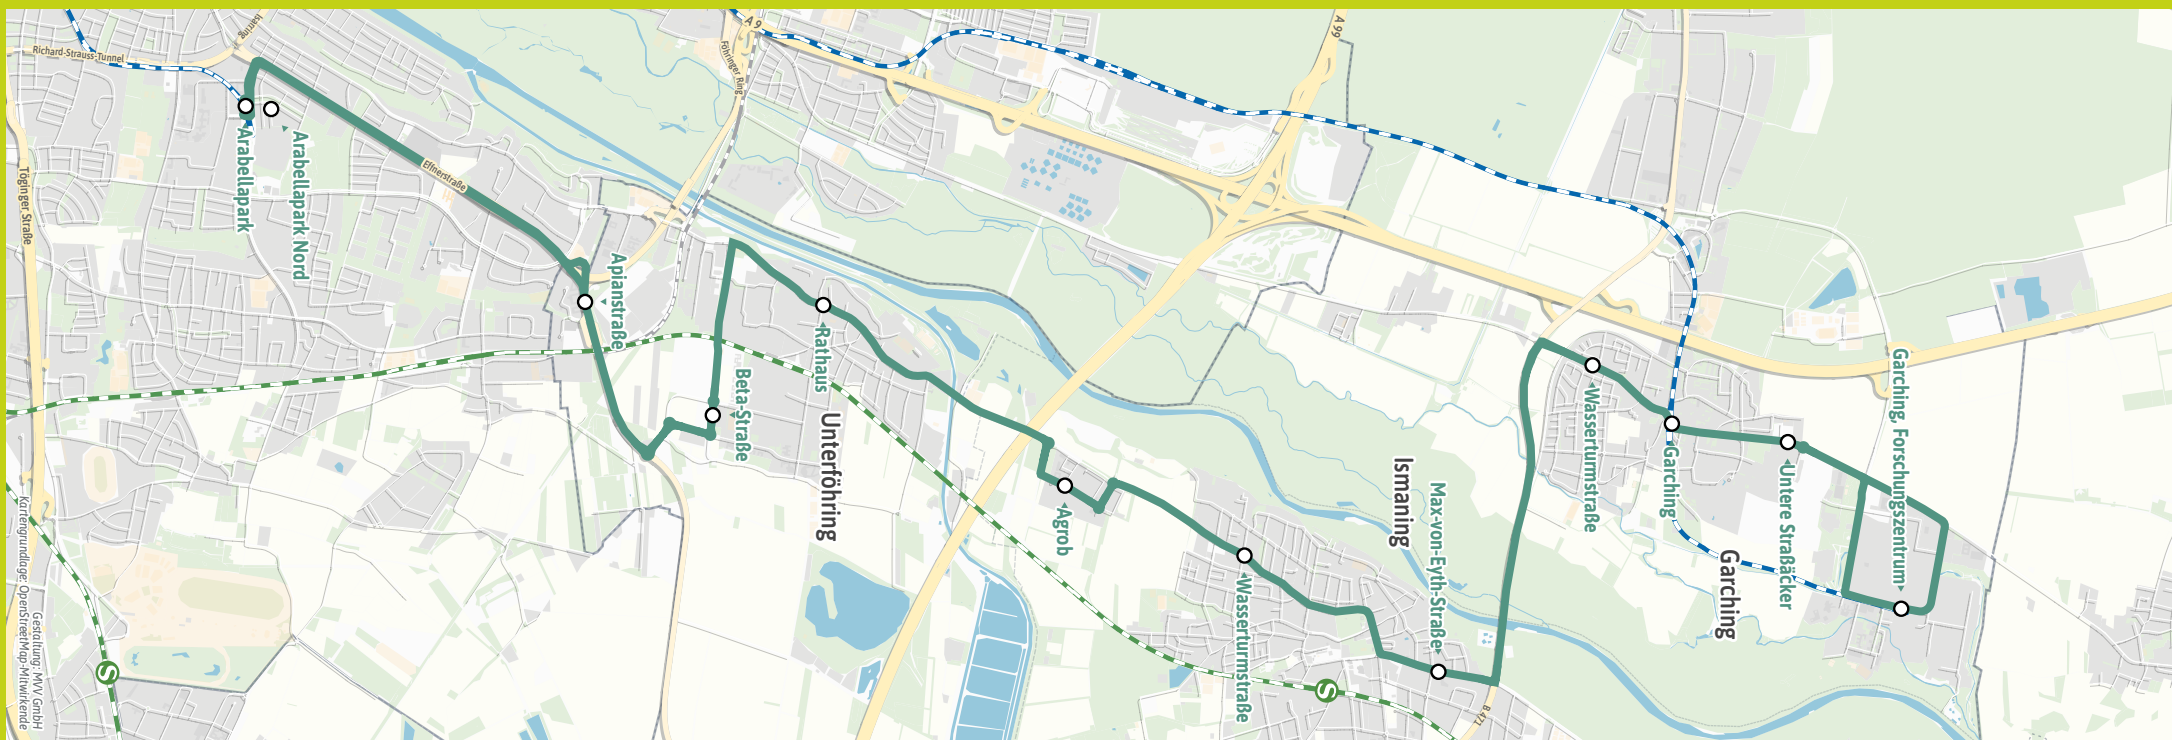 Richard-Strauss-Tunnel
Isarring
A 9
Föhringer Ring
A 99
Effnerstraße
Töginger Straße
Arabellapark
Arabellapark Nord
Apianstraße
Beta-Straße
Rathaus
Unterföhring
Agrob
Wasserturmstraße
Ismaning
Max-von-Eyth-Straße
B 471
Wasserturmstraße
Garching
Untere Straßäcker
Garching
Garching, Forschungszentrum
S
S
Gestaltung: MVV GmbH
Kartengrundlage: OpenStreetMap-Mitwirkende